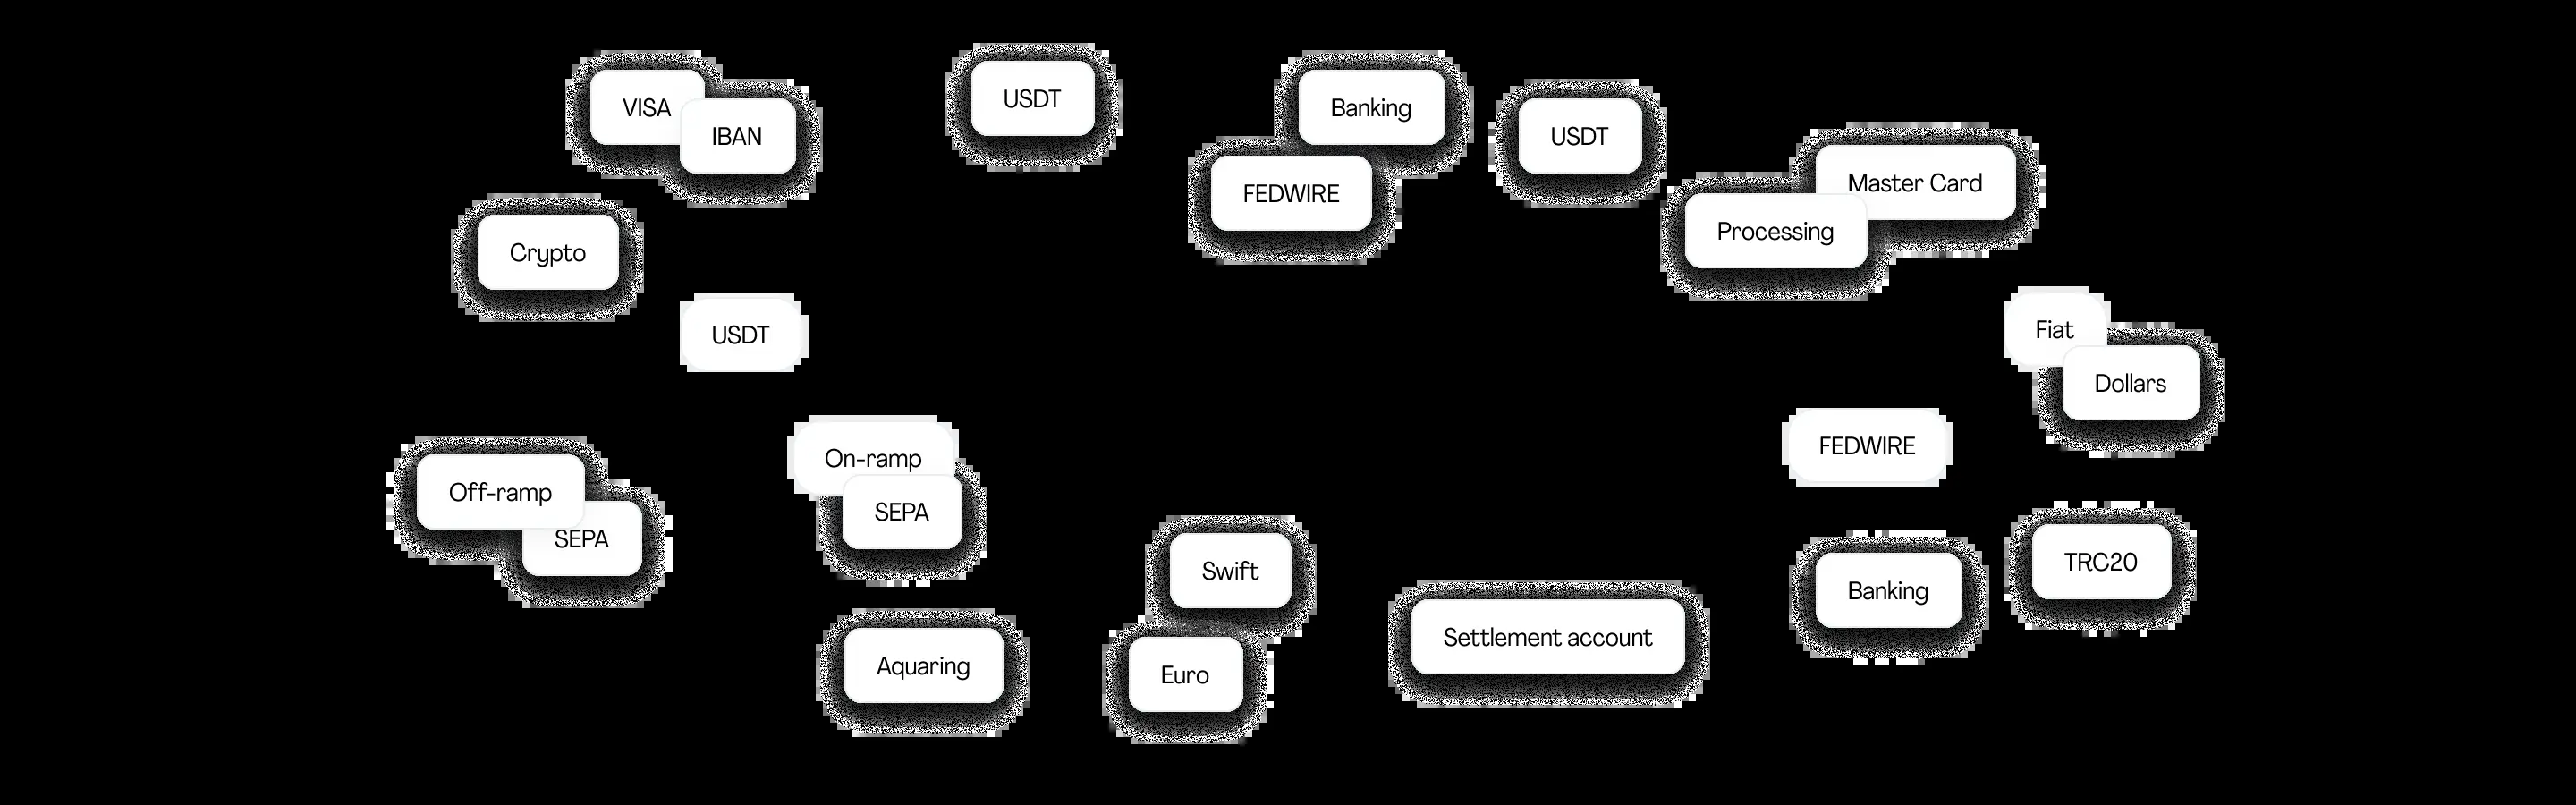 VISA
IBAN
USDT
Banking
USDT
FEDWIRE
Master Card
Processing
Crypto
USDT
Fiat
Dollars
FEDWIRE
On-ramp
SEPA
Off-ramp
SEPA
Swift
TRC20
Banking
Settlement account
Aquaring
Euro